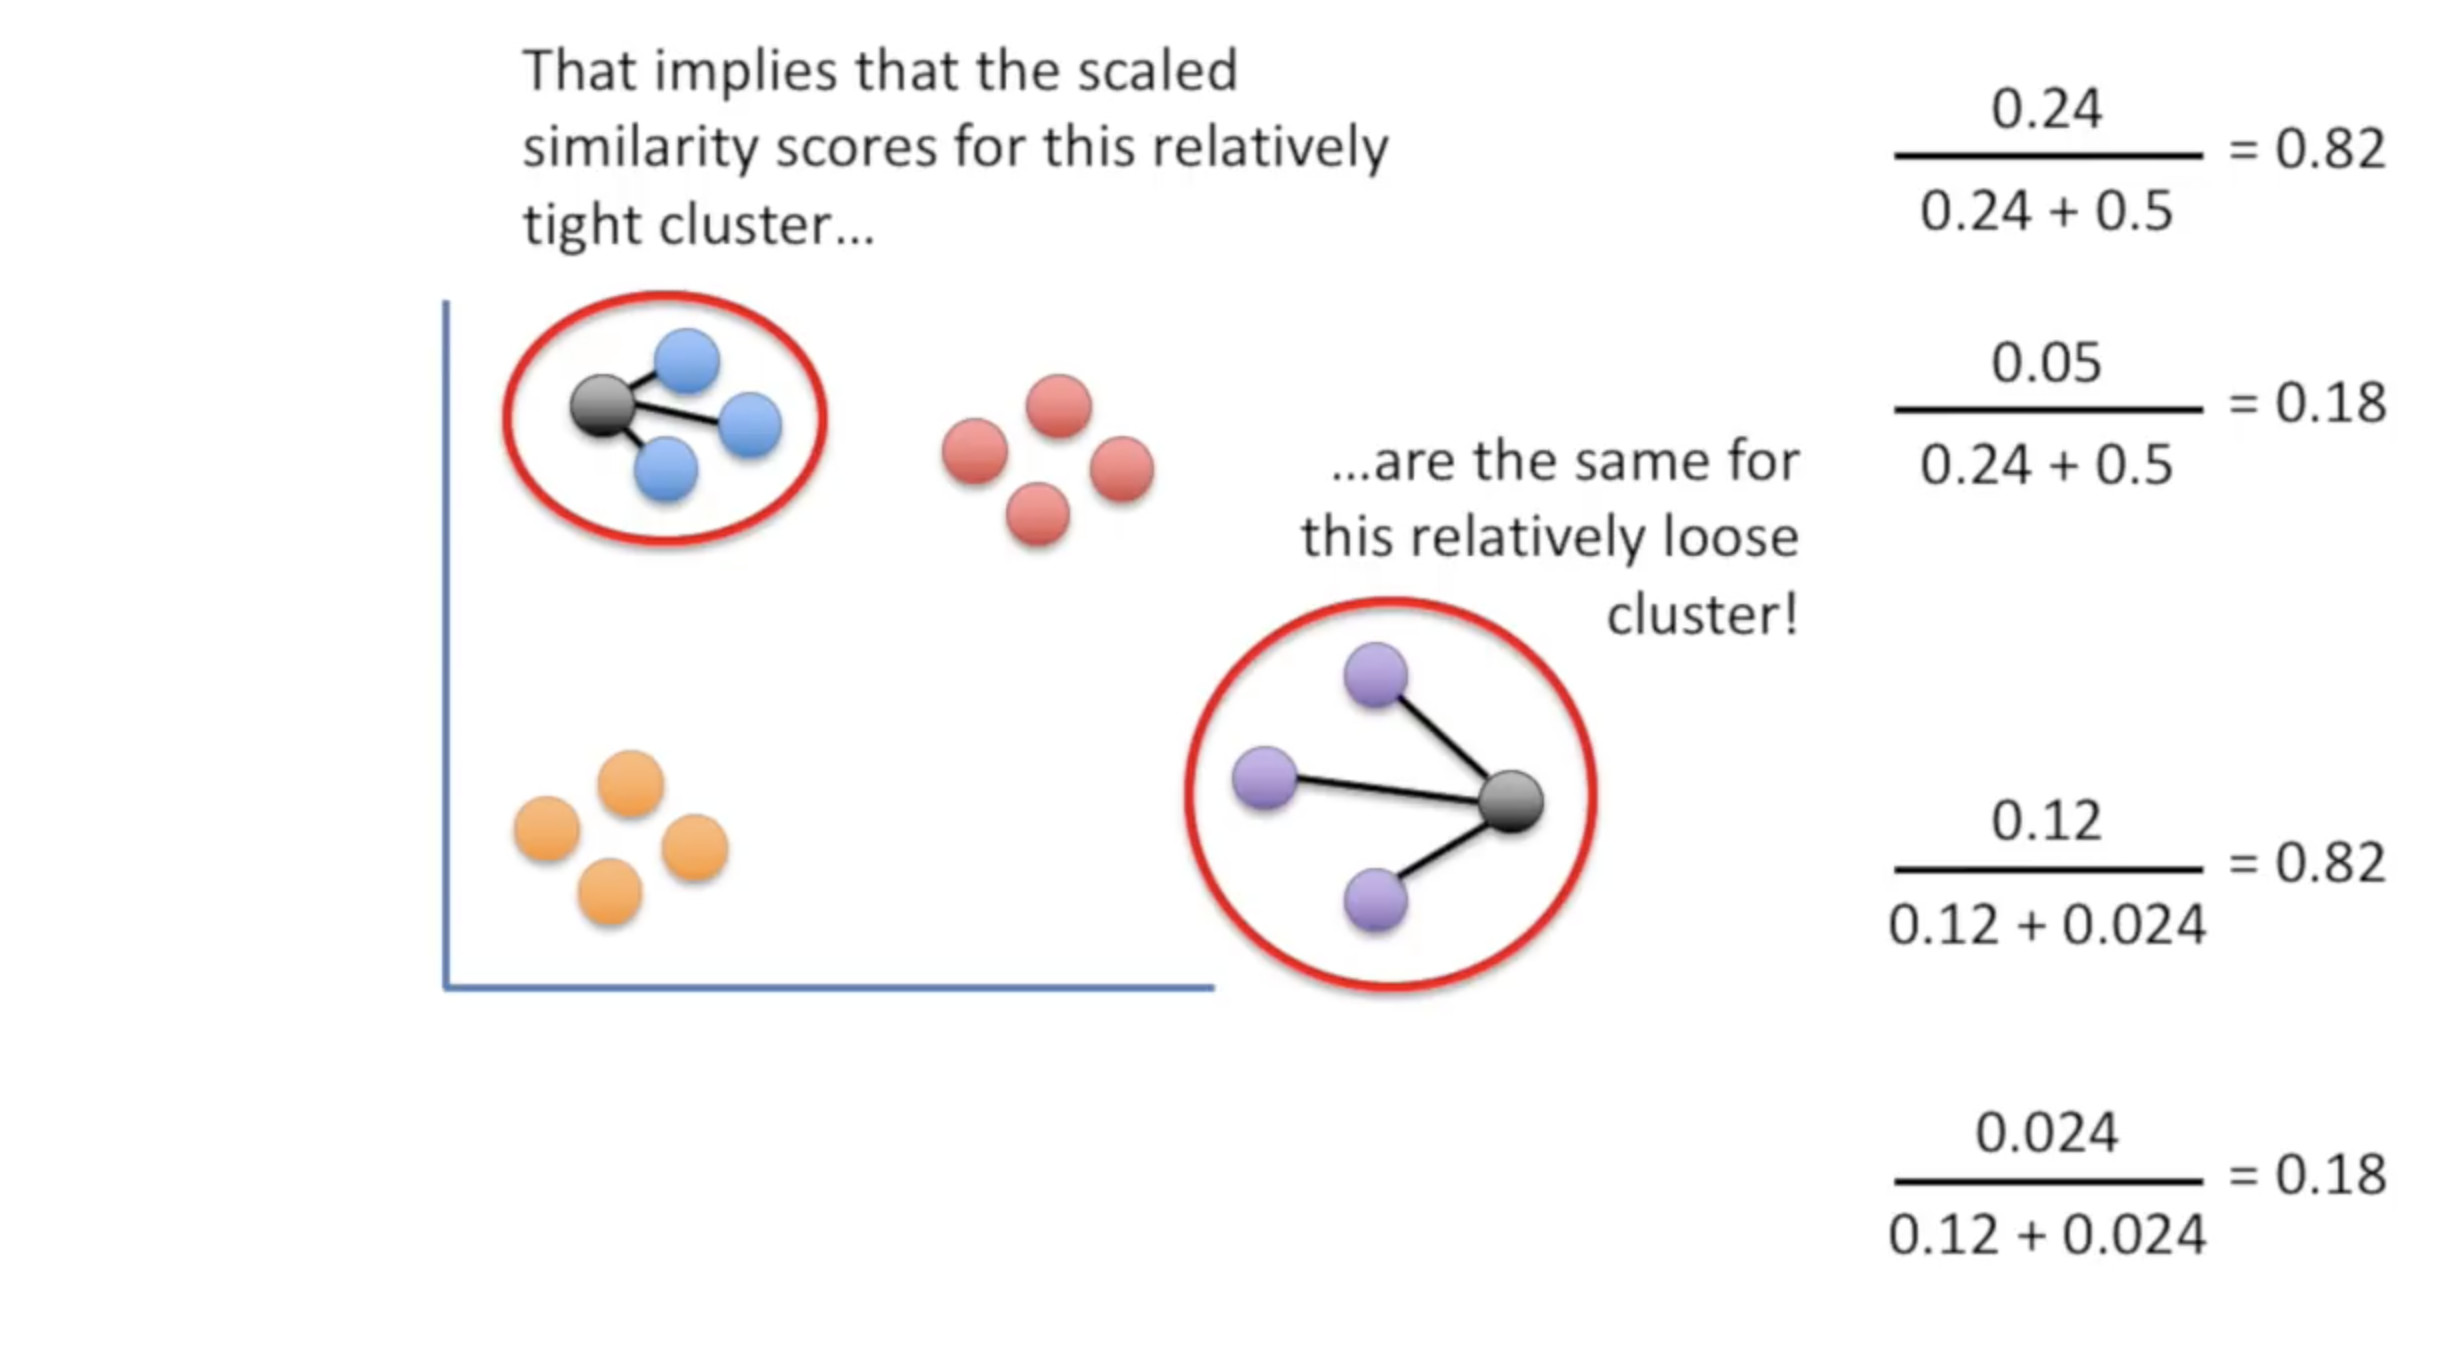 That implies that the scaled
similarity scores for this relatively
tight cluster...
...are the same for
this relatively loose
cluster!
0.24
0.24 + 0.5
= 0.82
0.05
0.24 + 0.5
= 0.18
0.12
0.12 + 0.024
= 0.82
0.024
0.12 + 0.024
= 0.18